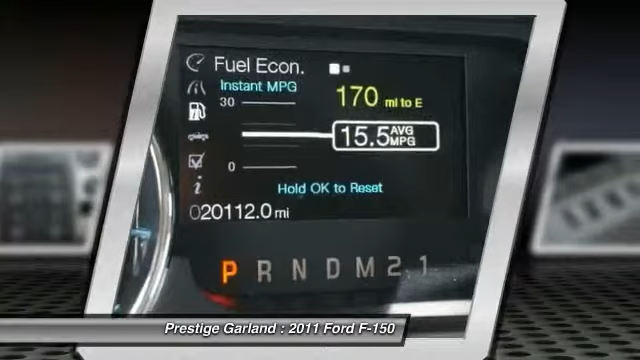 Fuel Econ.
Instant MPG
30
170 mi to E
15.5 AVG MPG
0
Hold OK to Reset
020112.0 mi
P R N D M 2 1
Prestige Garland : 2011 Ford F-150